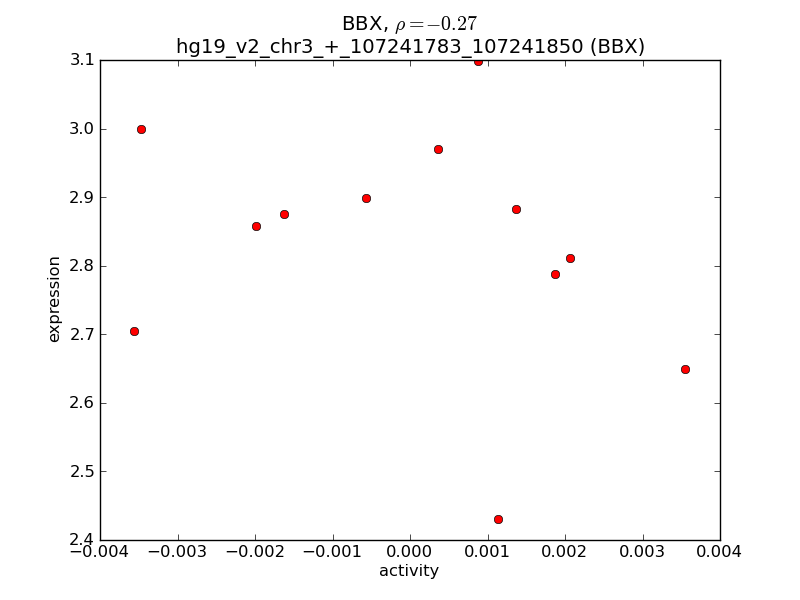 BBX, ρ = −0.27
hg19_v2_chr3_+_107241783_107241850 (BBX)
3.1
3.0
2.9
2.8
2.7
2.6
2.5
2.4
expression
−0.004 −0.003 −0.002 −0.001 0.000 0.001 0.002 0.003 0.004
activity